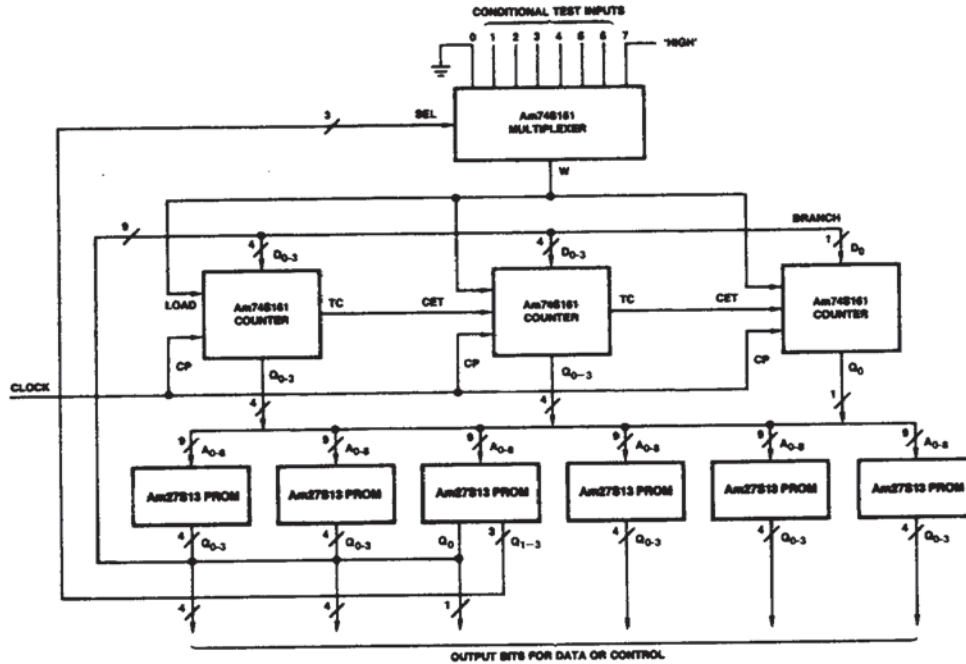 CONDITIONAL TEST INPUTS
0 1 2 3 4 5 6 7
"HIGH"
3
SEL
Am74S151
MULTIPLEXER
W
9
BRANCH
4 D0-3
4 D0-3
1 D0
LOAD
Am74S161
COUNTER
TC
CET
Am74S161
COUNTER
TC
CET
Am74S161
COUNTER
CP
Q0-3
CP
Q0-3
CP
Q0
CLOCK
4
4
1
9 A0-8
9 A0-8
9 A0-8
9 A0-8
9 A0-8
9 A0-8
Am27S13 PROM
Am27S13 PROM
Am27S13 PROM
Am27S13 PROM
Am27S13 PROM
Am27S13 PROM
4 Q0-3
4 Q0-3
Q0
3 Q1-3
4 Q0-3
4 Q0-3
4 Q0-3
4
4
1
OUTPUT BITS FOR DATA OR CONTROL